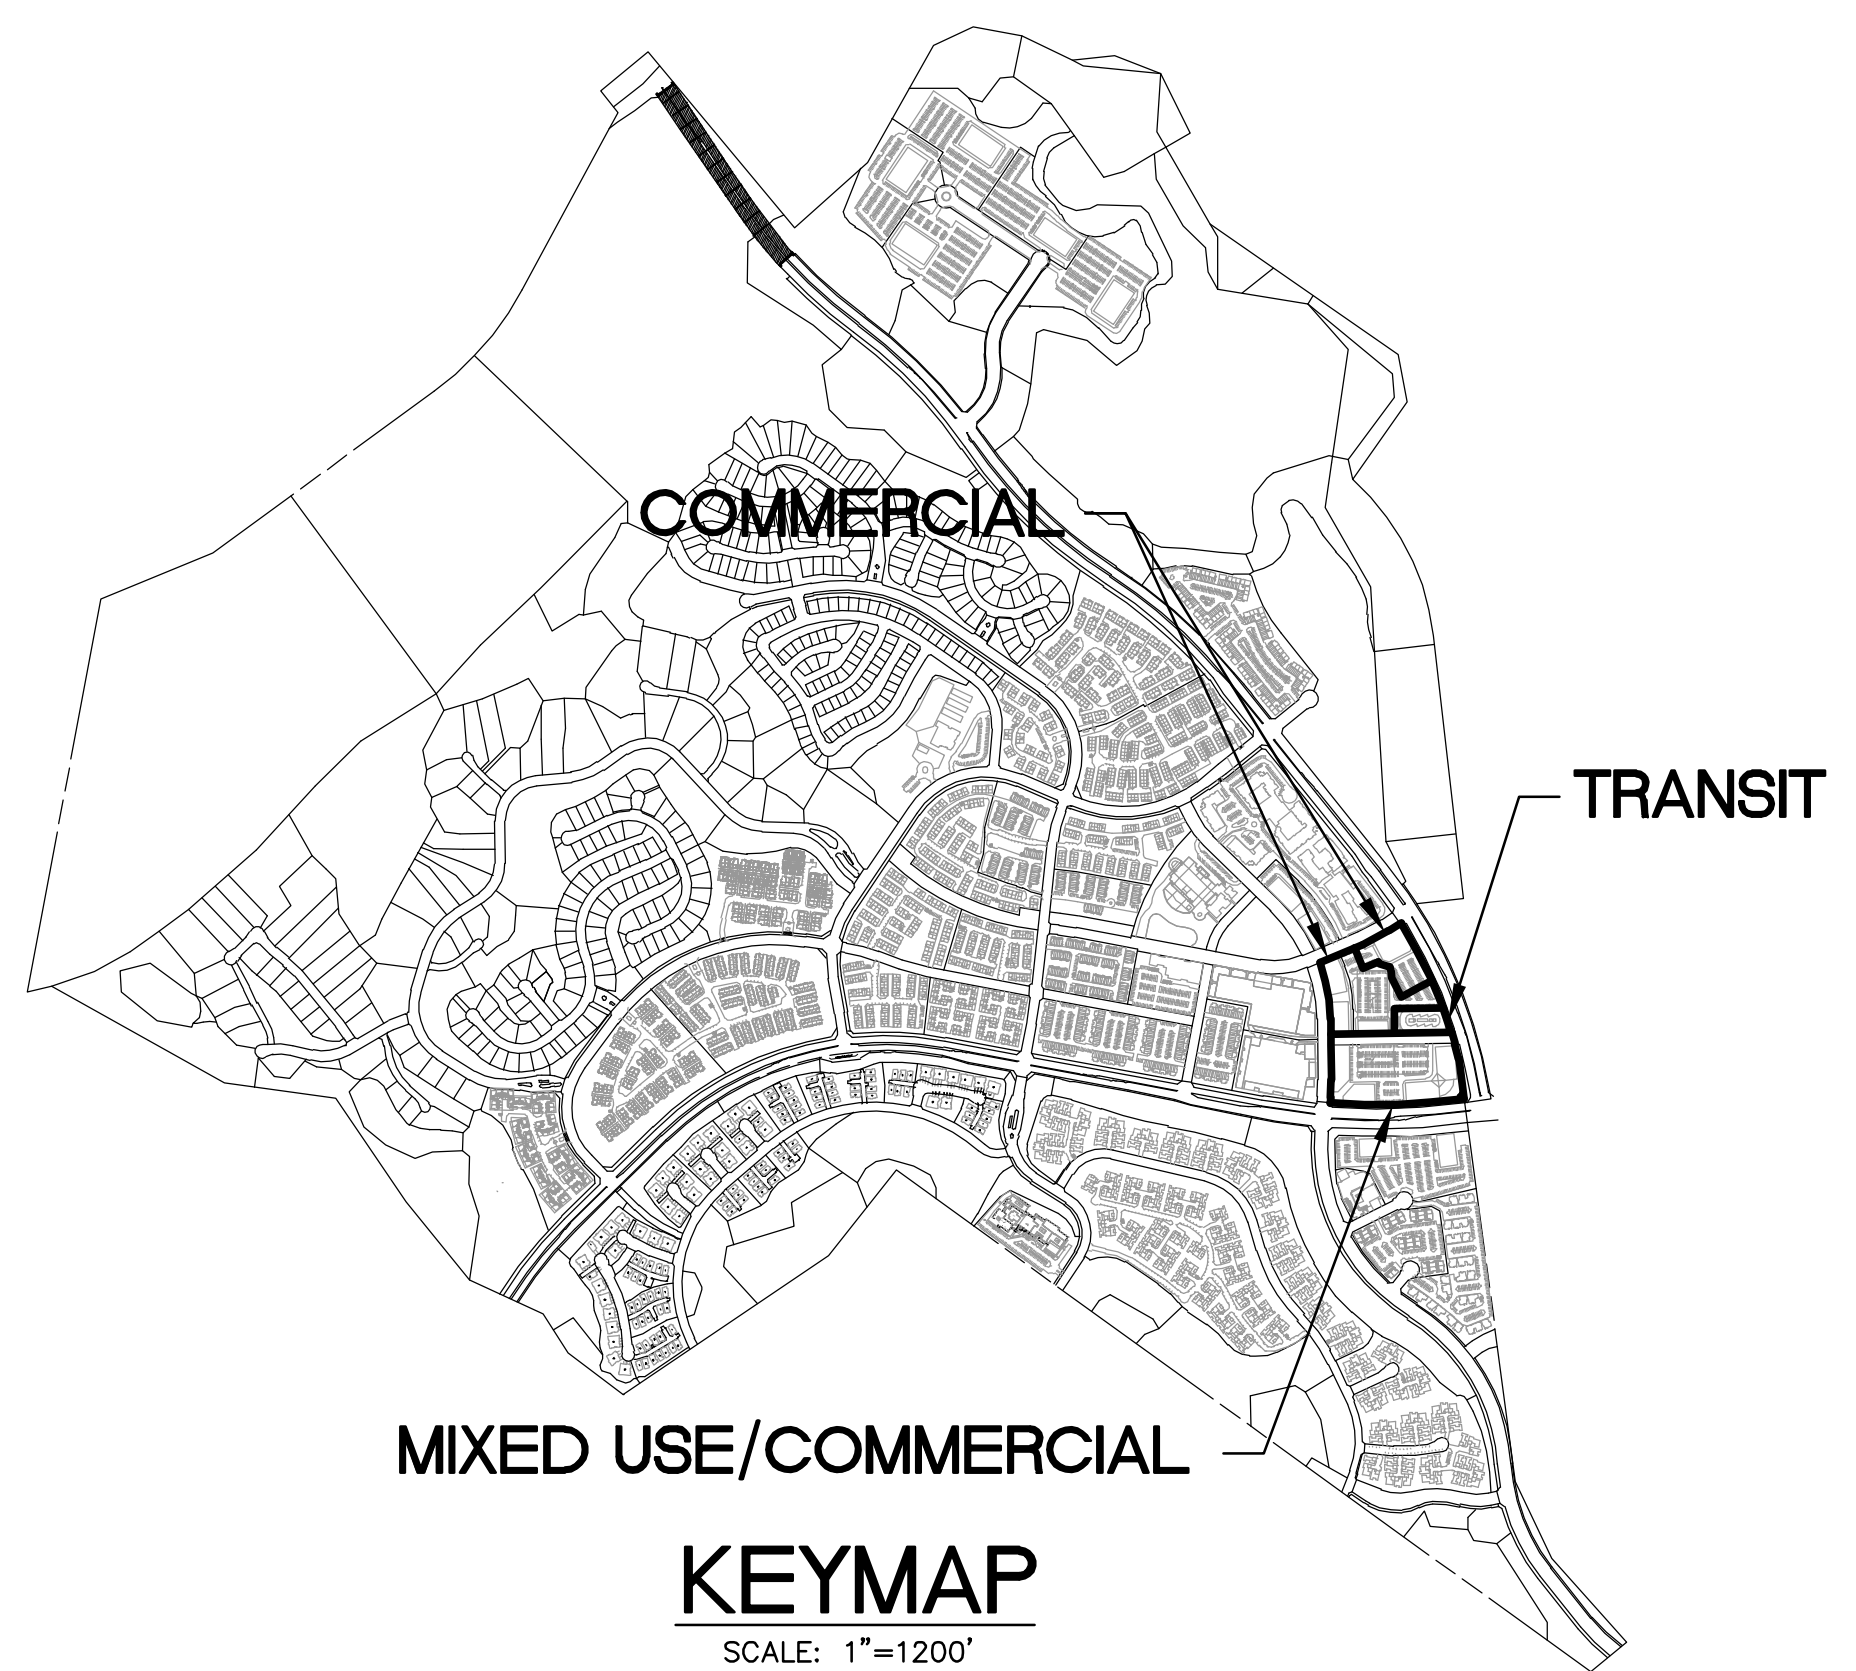 COMMERCIAL
TRANSIT
MIXED USE/COMMERCIAL
KEYMAP
SCALE: 1"=1200'